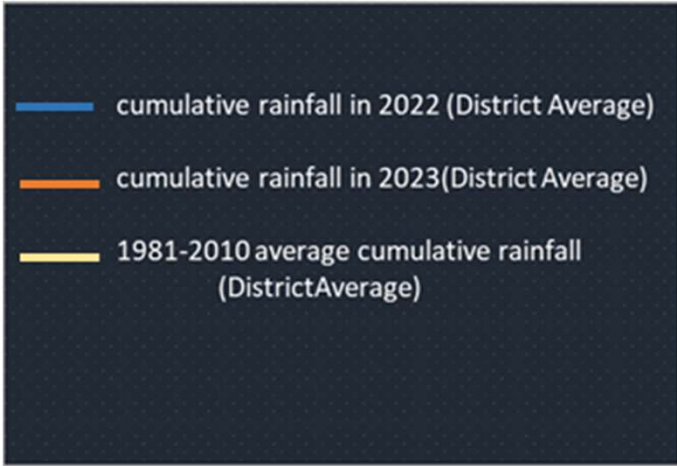 cumulative rainfall in 2022 (District Average)
cumulative rainfall in 2023(District Average)
1981-2010 average cumulative rainfall
(DistrictAverage)